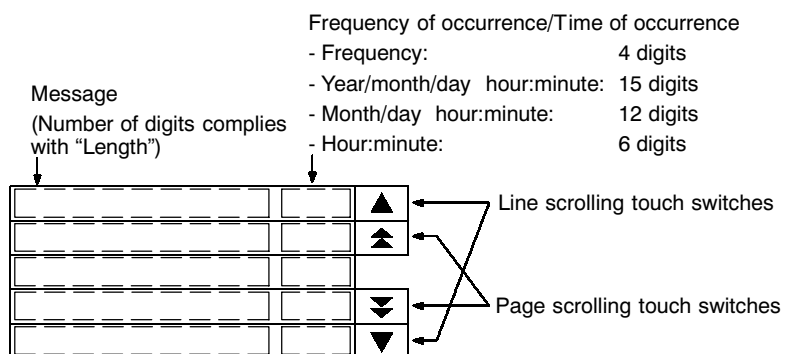 Frequency of occurrence/Time of occurrence
- Frequency: 4 digits
- Year/month/day hour:minute: 15 digits
- Month/day hour:minute: 12 digits
- Hour:minute: 6 digits
Message
(Number of digits complies
with “Length”)
Line scrolling touch switches
Page scrolling touch switches